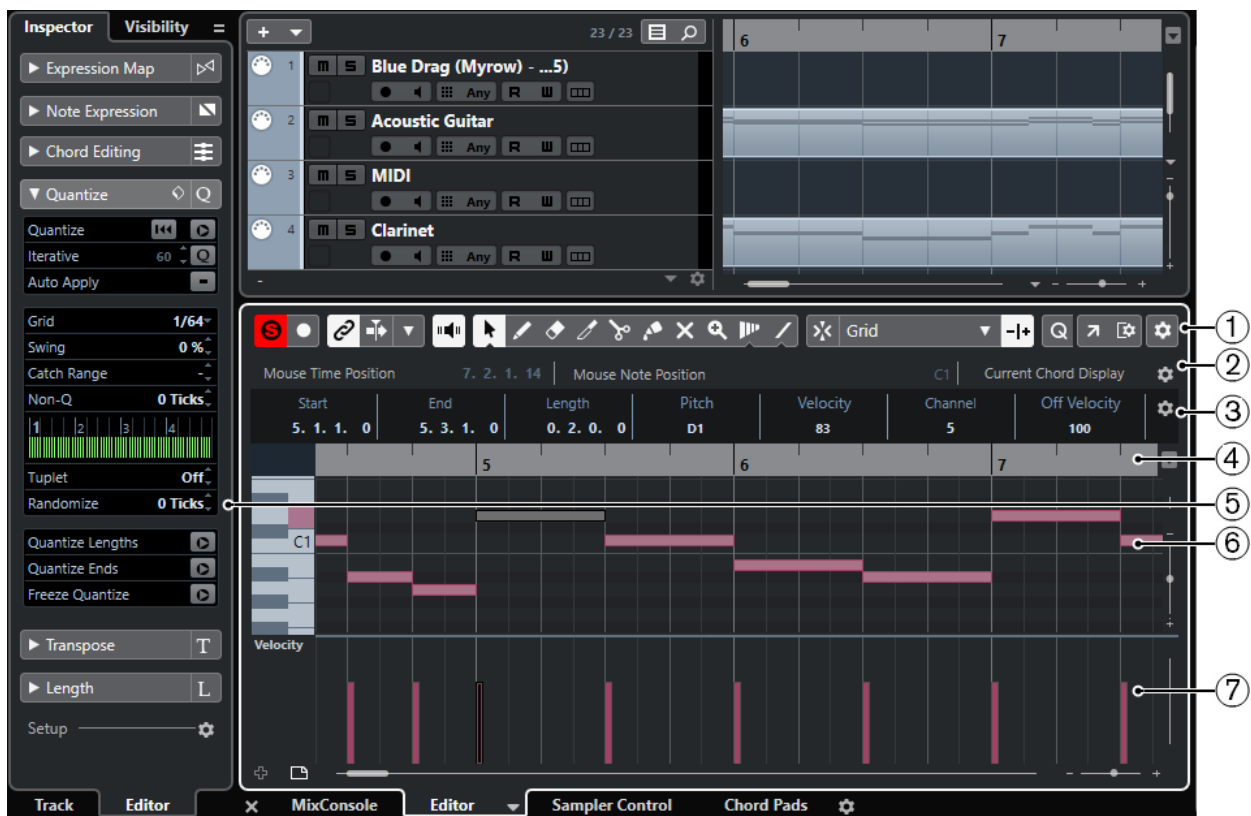 Inspector Visibility
Expression Map
Note Expression
Chord Editing
Quantize Q
Quantize
Iterative 60 Q
Auto Apply
Grid 1/64
Swing 0 %
Catch Range -
Non-Q 0 Ticks
1 2 3 4
Tuplet Off
Randomize 0 Ticks
Quantize Lengths
Quantize Ends
Freeze Quantize
Transpose T
Length L
Setup
Track Editor
+ 23 / 23
6 7
1 m S Blue Drag (Myrow) - ...5)
Any R W
2 m S Acoustic Guitar
Any R W
3 m S MIDI
Any R W
4 m S Clarinet
Any R W
-
S Grid Q
Mouse Time Position 7. 2. 1. 14 Mouse Note Position C1 Current Chord Display
Start End Length Pitch Velocity Channel Off Velocity
5. 1. 1. 0 5. 3. 1. 0 0. 2. 0. 0 D1 83 5 100
5 6 7
C1
Velocity
MixConsole Editor Sampler Control Chord Pads
1
2
3
4
5
6
7